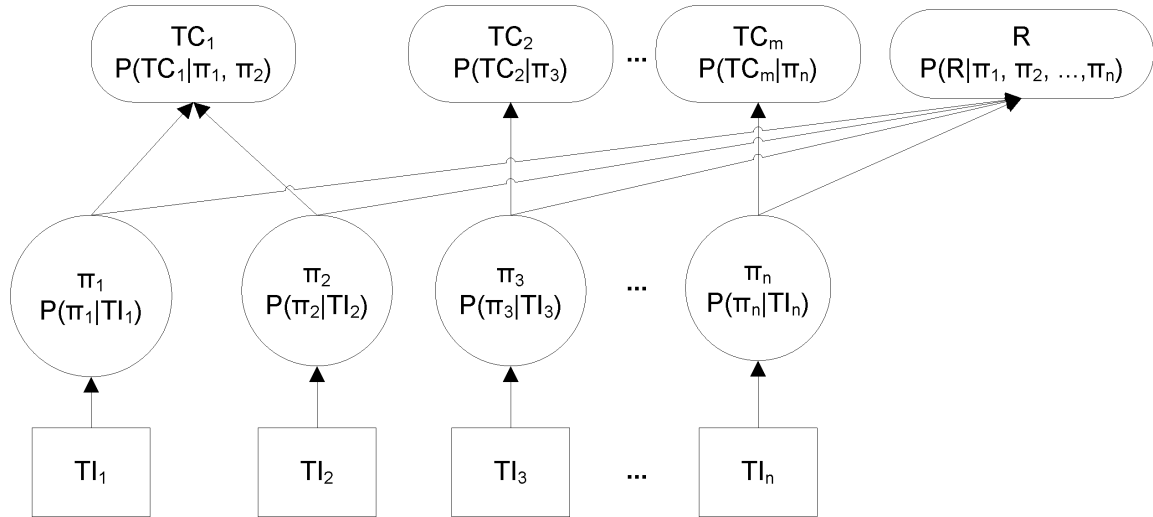 TC₁
P(TC₁|π₁, π₂)
TC₂
P(TC₂|π₃)
...
TCₘ
P(TCₘ|πₙ)
R
P(R|π₁, π₂, ...,πₙ)
π₁
P(π₁|TI₁)
π₂
P(π₂|TI₂)
π₃
P(π₃|TI₃)
...
πₙ
P(πₙ|TIₙ)
TI₁
TI₂
TI₃
...
TIₙ